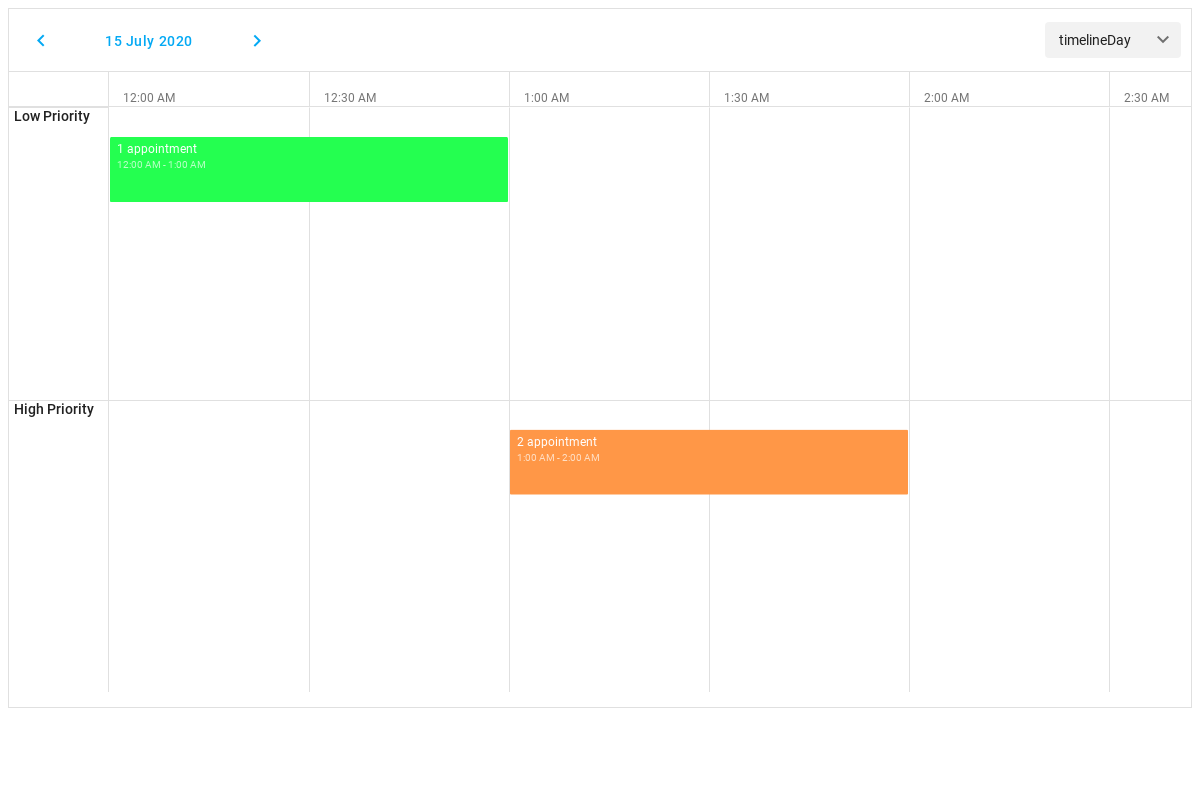 15 July 2020
timelineDay
12:00 AM 12:30 AM 1:00 AM 1:30 AM 2:00 AM 2:30 AM
Low Priority
1 appointment
12:00 AM - 1:00 AM
High Priority
2 appointment
1:00 AM - 2:00 AM